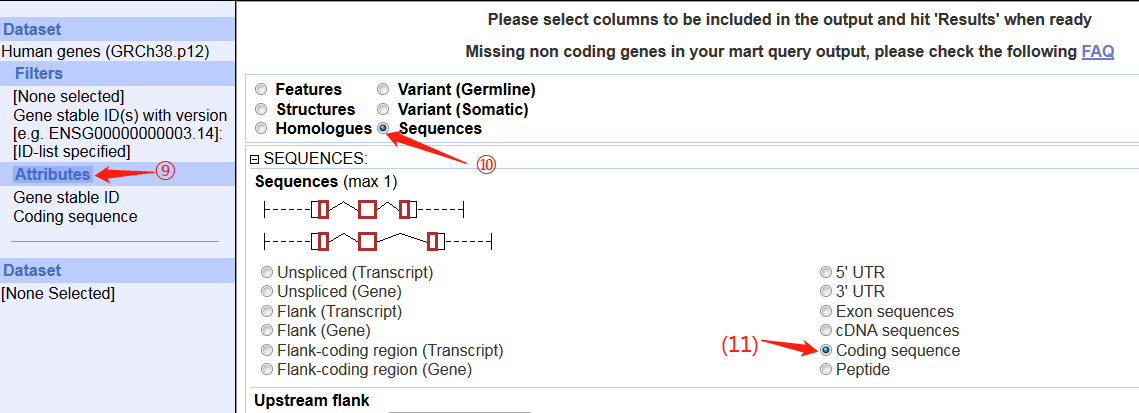 Dataset
Human genes (GRCh38.p12)
Filters
[None selected]
Gene stable ID(s) with version
[e.g. ENSG00000000003.14]:
[ID-list specified]
Attributes ⑨
Gene stable ID
Coding sequence
Dataset
[None Selected]
Please select columns to be included in the output and hit 'Results' when ready
Missing non coding genes in your mart query output, please check the following FAQ
Features Variant (Germline)
Structures Variant (Somatic)
Homologues Sequences
⑩
SEQUENCES:
Sequences (max 1)
Unspliced (Transcript) 5' UTR
Unspliced (Gene) 3' UTR
Flank (Transcript) Exon sequences
Flank (Gene) cDNA sequences
Flank-coding region (Transcript) (11) Coding sequence
Flank-coding region (Gene) Peptide
Upstream flank